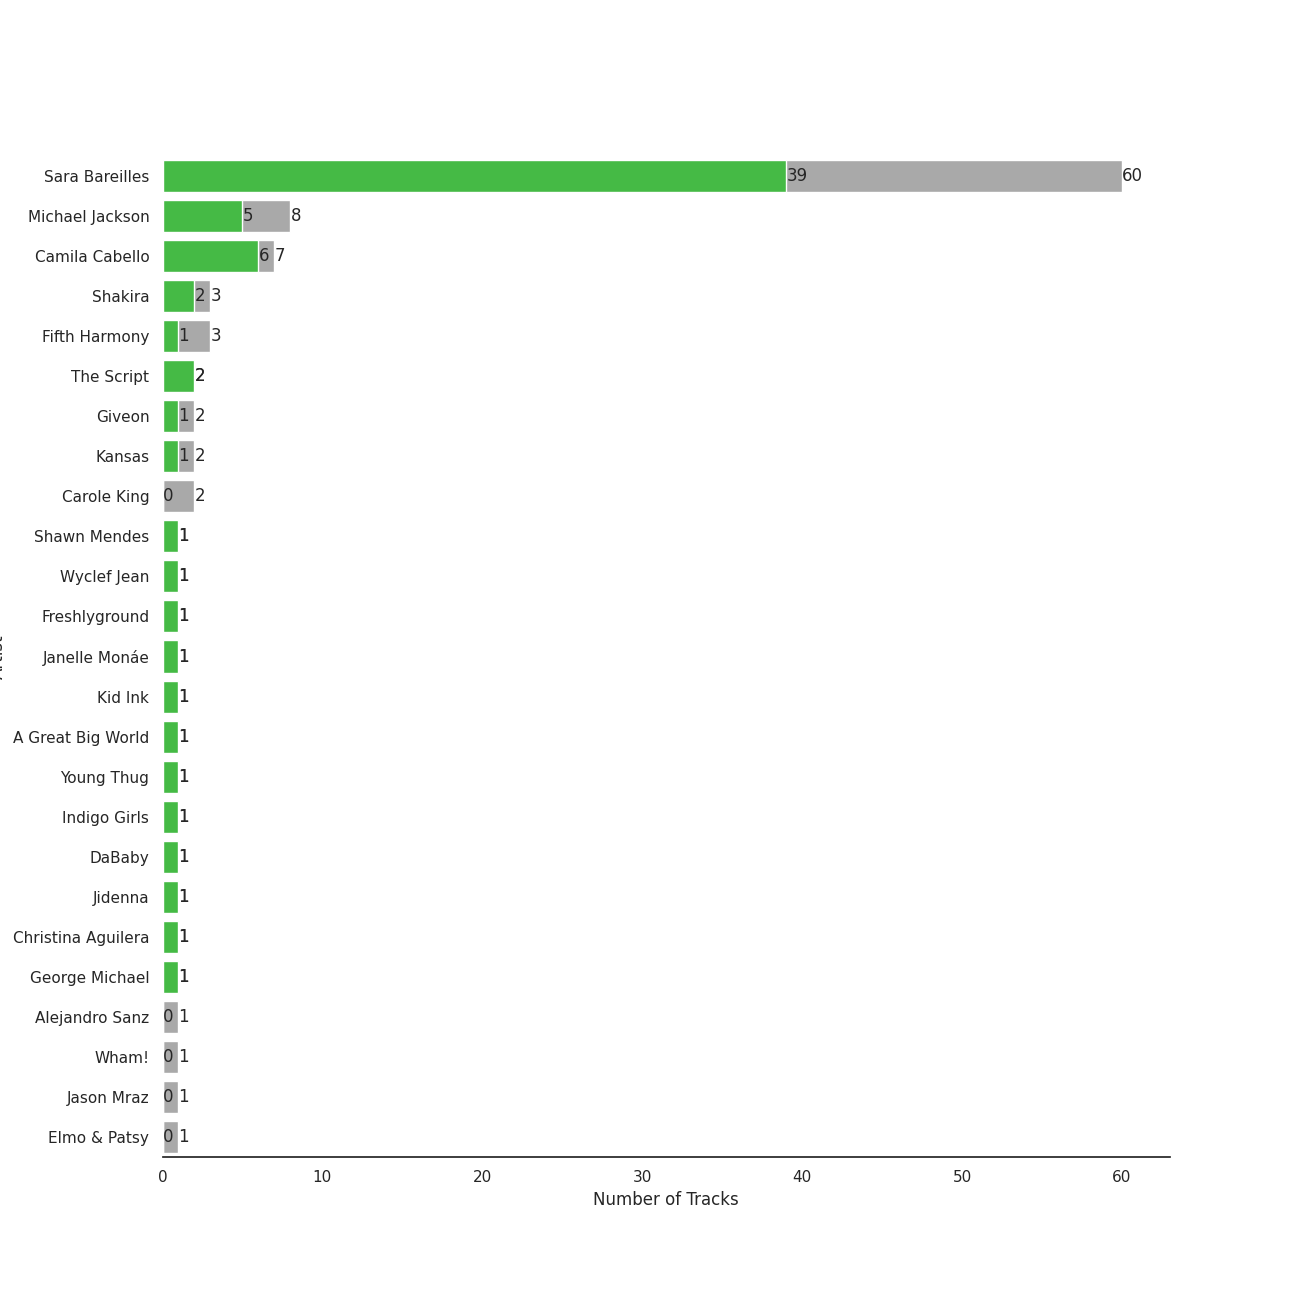 Sara Bareilles 39 60
Michael Jackson 5 8
Camila Cabello 6 7
Shakira 2 3
Fifth Harmony 1 3
The Script 2
Giveon 1 2
Kansas 1 2
Carole King 0 2
Shawn Mendes 1
Wyclef Jean 1
Freshlyground 1
Janelle Monáe 1
Kid Ink 1
A Great Big World 1
Young Thug 1
Indigo Girls 1
DaBaby 1
Jidenna 1
Christina Aguilera 1
George Michael 1
Alejandro Sanz 0 1
Wham! 0 1
Jason Mraz 0 1
Elmo & Patsy 0 1
0 10 20 30 40 50 60
Number of Tracks